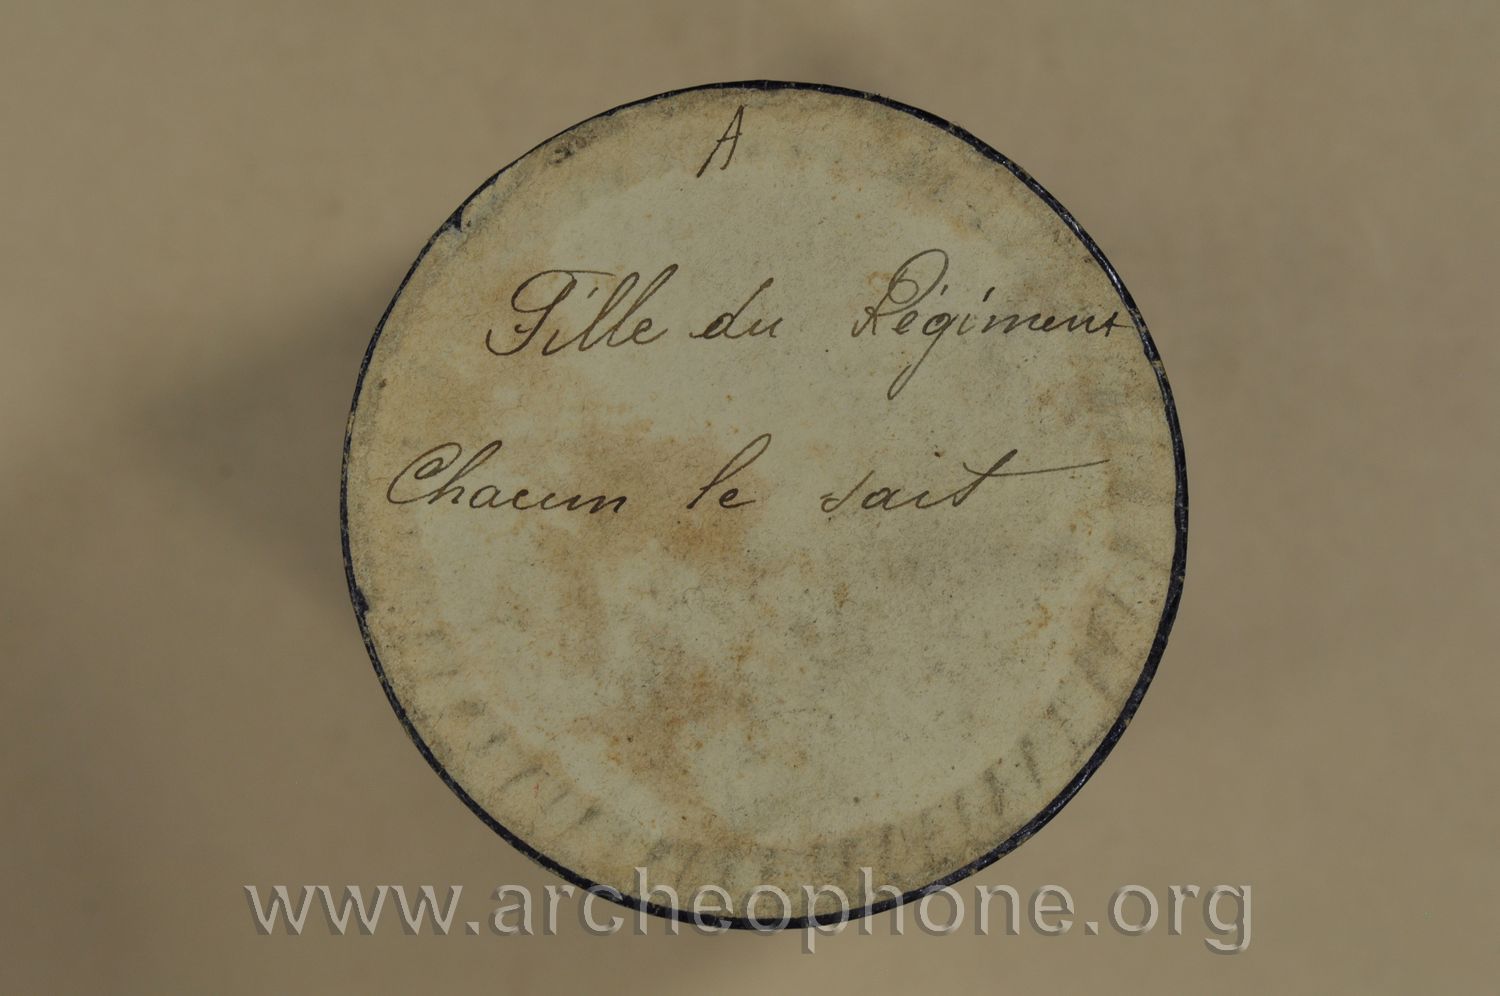 A
Fille du Régiment
Chacun le sait
www.archeophone.org